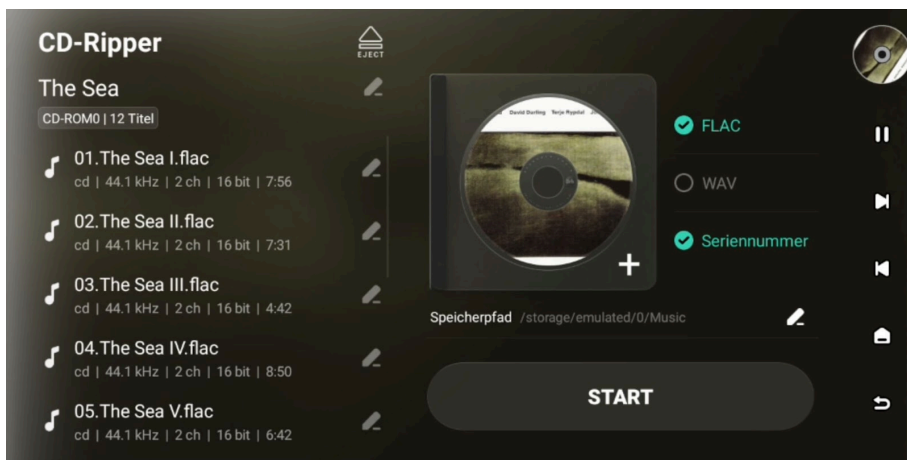 CD-Ripper
EJECT
The Sea
CD-ROM0 | 12 Titel
01.The Sea I.flac
cd | 44.1 kHz | 2 ch | 16 bit | 7:56
02.The Sea II.flac
cd | 44.1 kHz | 2 ch | 16 bit | 7:31
03.The Sea III.flac
cd | 44.1 kHz | 2 ch | 16 bit | 4:42
04.The Sea IV.flac
cd | 44.1 kHz | 2 ch | 16 bit | 8:50
05.The Sea V.flac
cd | 44.1 kHz | 2 ch | 16 bit | 6:42
David Darling Terje Rypdal
FLAC
WAV
Seriennummer
Speicherpfad /storage/emulated/0/Music
START